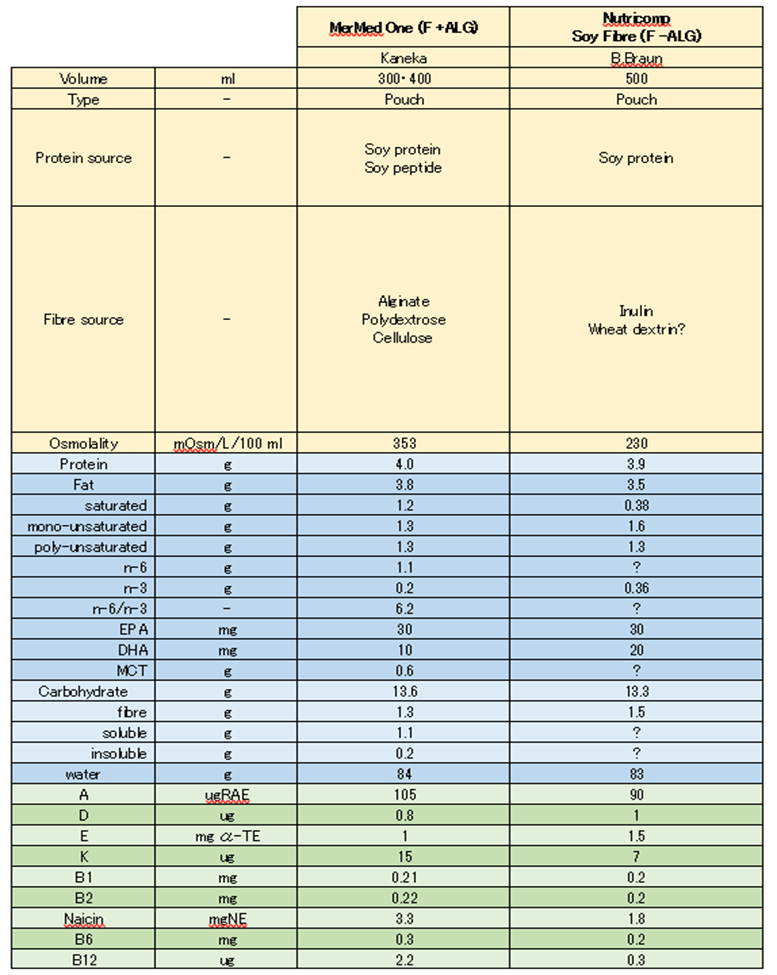 MerMed One (F +ALG)
Nutricomp
Soy Fibre (F -ALG)
Kaneka
B.Braun
Volume ml 300・400 500
Type - Pouch Pouch
Protein source -
Soy protein
Soy peptide
Soy protein
Fibre source -
Alginate
Polydextrose
Cellulose
Inulin
Wheat dextrin?
Osmolality mOsm/L/100 ml 353 230
Protein g 4.0 3.9
Fat g 3.8 3.5
saturated g 1.2 0.38
mono-unsaturated g 1.3 1.6
poly-unsaturated g 1.3 1.3
n-6 g 1.1 ?
n-3 g 0.2 0.36
n-6/n-3 - 6.2 ?
EPA mg 30 30
DHA mg 10 20
MCT g 0.6 ?
Carbohydrate g 13.6 13.3
fibre g 1.3 1.5
soluble g 1.1 ?
insoluble g 0.2 ?
water g 84 83
A ugRAE 105 90
D ug 0.8 1
E mg α-TE 1 1.5
K ug 15 7
B1 mg 0.21 0.2
B2 mg 0.22 0.2
Naicin mgNE 3.3 1.8
B6 mg 0.3 0.2
B12 ug 2.2 0.3